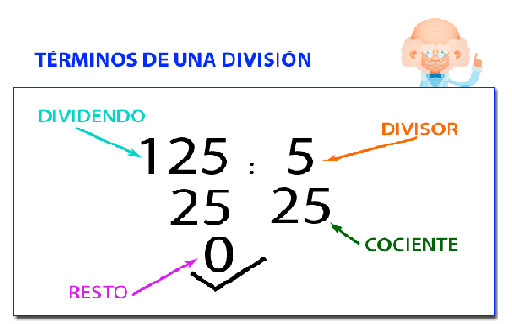 TÉRMINOS DE UNA DIVISIÓN
DIVIDENDO
DIVISOR
125 : 5
25 25
COCIENTE
0
RESTO